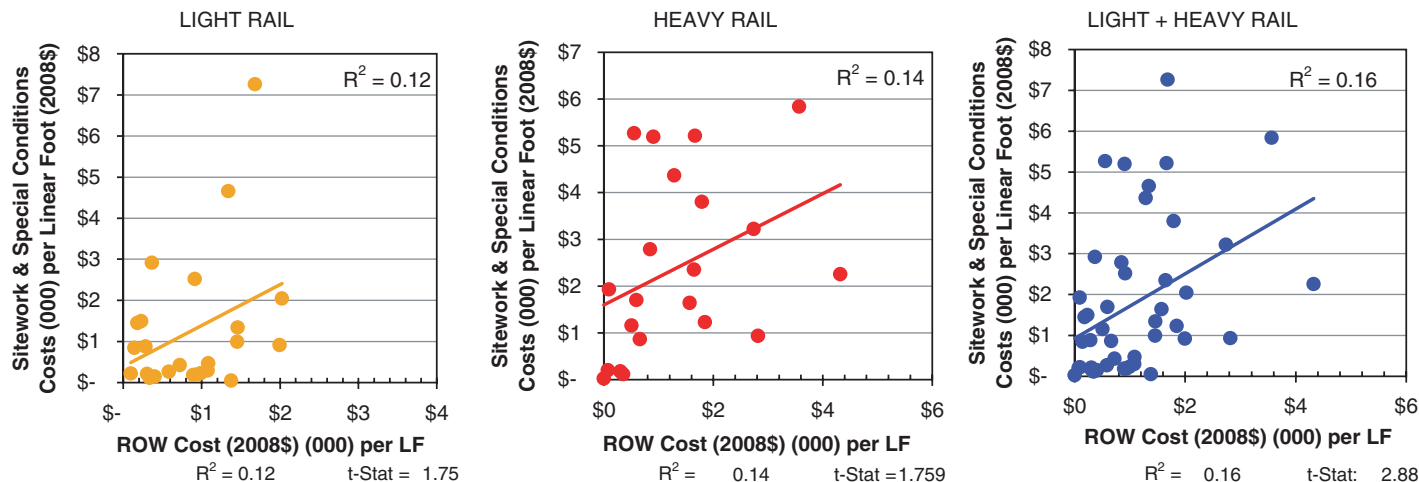 LIGHT RAIL
Sitework & Special Conditions
Costs (000) per Linear Foot (2008$)
$8
$7
$6
$5
$4
$3
$2
$1
$-
R² = 0.12
$- $1 $2 $3 $4
ROW Cost (2008$) (000) per LF
R² = 0.12 t-Stat = 1.75
HEAVY RAIL
Sitework & Special Conditions
Costs (000) per Linear Foot (2008$)
$7
$6
$5
$4
$3
$2
$1
$-
R² = 0.14
$0 $2 $4 $6
ROW Cost (2008$) (000) per LF
R² = 0.14 t-Stat =1.759
LIGHT + HEAVY RAIL
Sitework & Special Conditions
Costs (000) per Linear Foot (2008$)
$8
$7
$6
$5
$4
$3
$2
$1
$-
R² = 0.16
$0 $2 $4 $6
ROW Cost (2008$) (000) per LF
R² = 0.16 t-Stat: 2.88